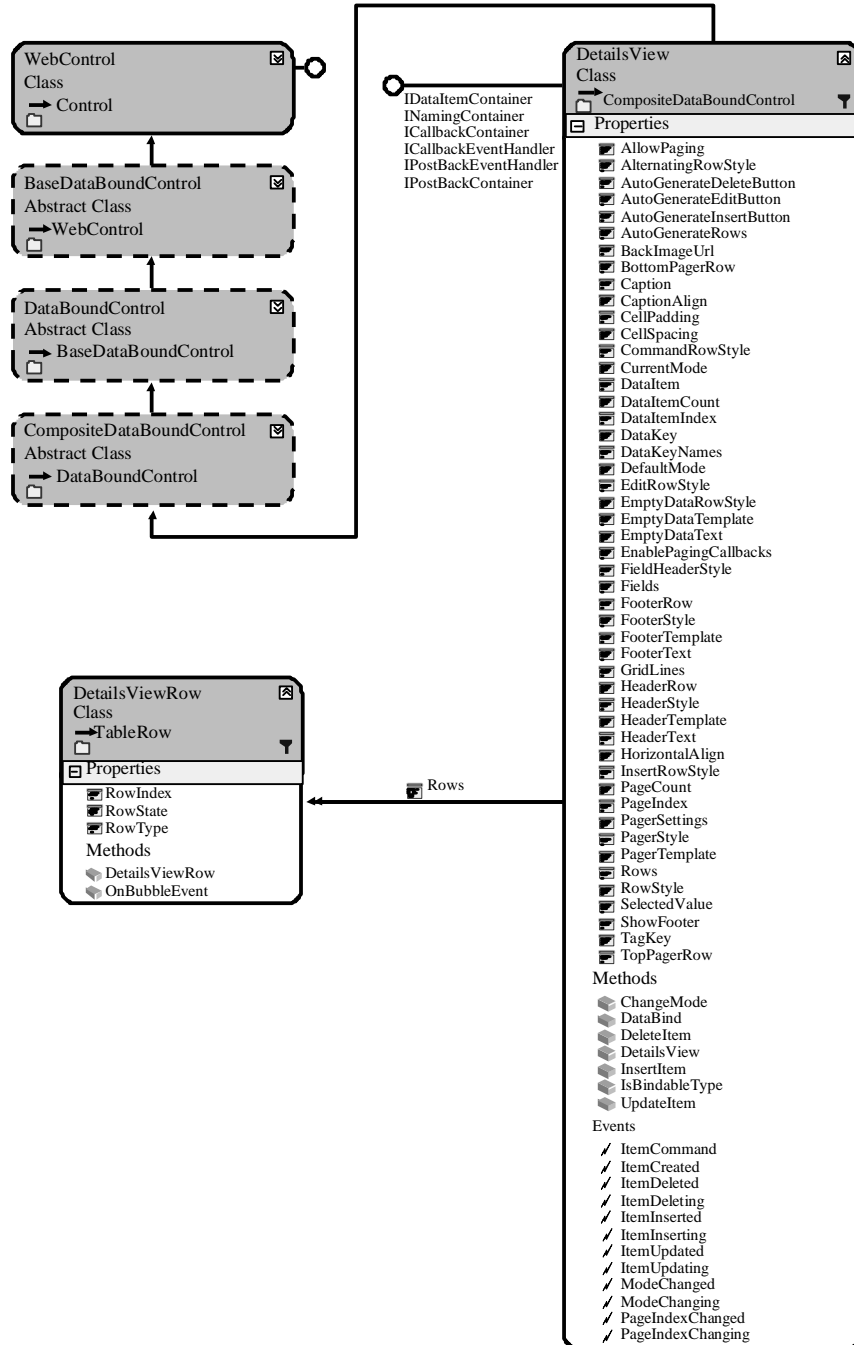 WebControl
Class
Control
BaseDataBoundControl
Abstract Class
WebControl
DataBoundControl
Abstract Class
BaseDataBoundControl
CompositeDataBoundControl
Abstract Class
DataBoundControl
IDataItemContainer
INamingContainer
ICallbackContainer
ICallbackEventHandler
IPostBackEventHandler
IPostBackContainer
DetailsViewRow
Class
TableRow
Properties
RowIndex
RowState
RowType
Methods
DetailsViewRow
OnBubbleEvent
Rows
DetailsView
Class
CompositeDataBoundControl
Properties
AllowPaging
AlternatingRowStyle
AutoGenerateDeleteButton
AutoGenerateEditButton
AutoGenerateInsertButton
AutoGenerateRows
BackImageUrl
BottomPagerRow
Caption
CaptionAlign
CellPadding
CellSpacing
CommandRowStyle
CurrentMode
DataItem
DataItemCount
DataItemIndex
DataKey
DataKeyNames
DefaultMode
EditRowStyle
EmptyDataRowStyle
EmptyDataTemplate
EmptyDataText
EnablePagingCallbacks
FieldHeaderStyle
Fields
FooterRow
FooterStyle
FooterTemplate
FooterText
GridLines
HeaderRow
HeaderStyle
HeaderTemplate
HeaderText
HorizontalAlign
InsertRowStyle
PageCount
PageIndex
PagerSettings
PagerStyle
PagerTemplate
Rows
RowStyle
SelectedValue
ShowFooter
TagKey
TopPagerRow
Methods
ChangeMode
DataBind
DeleteItem
DetailsView
InsertItem
IsBindableType
UpdateItem
Events
ItemCommand
ItemCreated
ItemDeleted
ItemDeleting
ItemInserted
ItemInserting
ItemUpdated
ItemUpdating
ModeChanged
ModeChanging
PageIndexChanged
PageIndexChanging